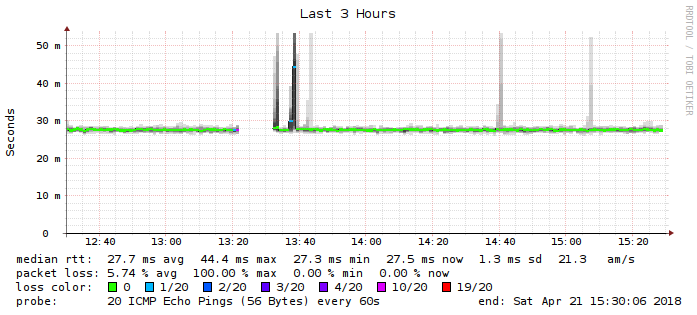 Last 3 Hours
RRDTOOL / TOBI OETIKER
Seconds
50 m
40 m
30 m
20 m
10 m
0
12:40 13:00 13:20 13:40 14:00 14:20 14:40 15:00 15:20
median rtt: 27.7 ms avg 44.4 ms max 27.3 ms min 27.5 ms now 1.3 ms sd 21.3 am/s
packet loss: 5.74 % avg 100.00 % max 0.00 % min 0.00 % now
loss color: 0 1/20 2/20 3/20 4/20 10/20 19/20
probe: 20 ICMP Echo Pings (56 Bytes) every 60s end: Sat Apr 21 15:30:06 2018